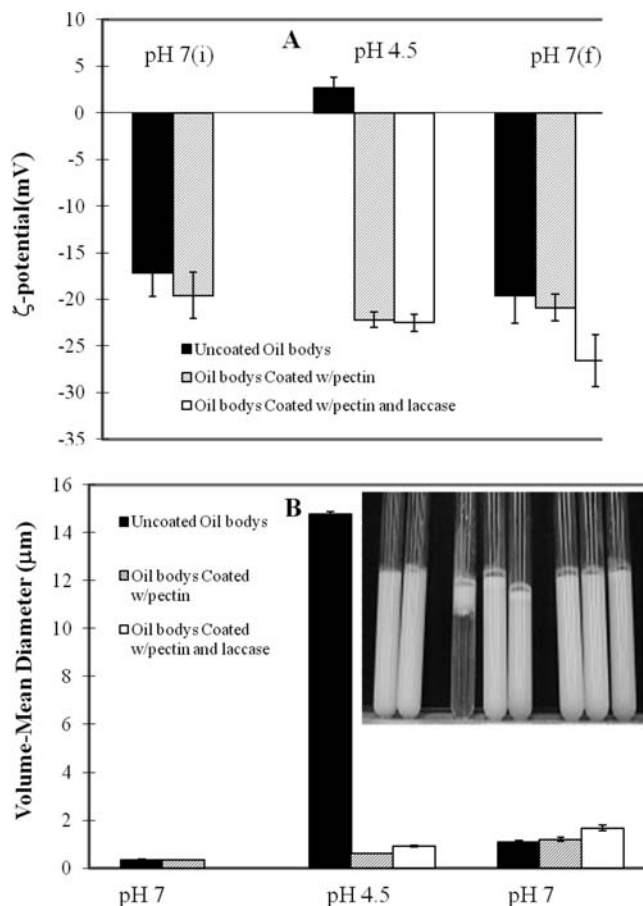 10
5
0
-5
-10
-15
-20
-25
-30
-35
ζ-potential(mV)
A
pH 7(i)
pH 4.5
pH 7(f)
Uncoated Oil bodys
Oil bodys Coated w/pectin
Oil bodys Coated w/pectin and laccase
16
14
12
10
8
6
4
2
0
Volume-Mean Diameter (μm)
B
Uncoated Oil bodys
Oil bodys Coated
w/pectin
Oil bodys Coated
w/pectin and laccase
pH 7
pH 4.5
pH 7